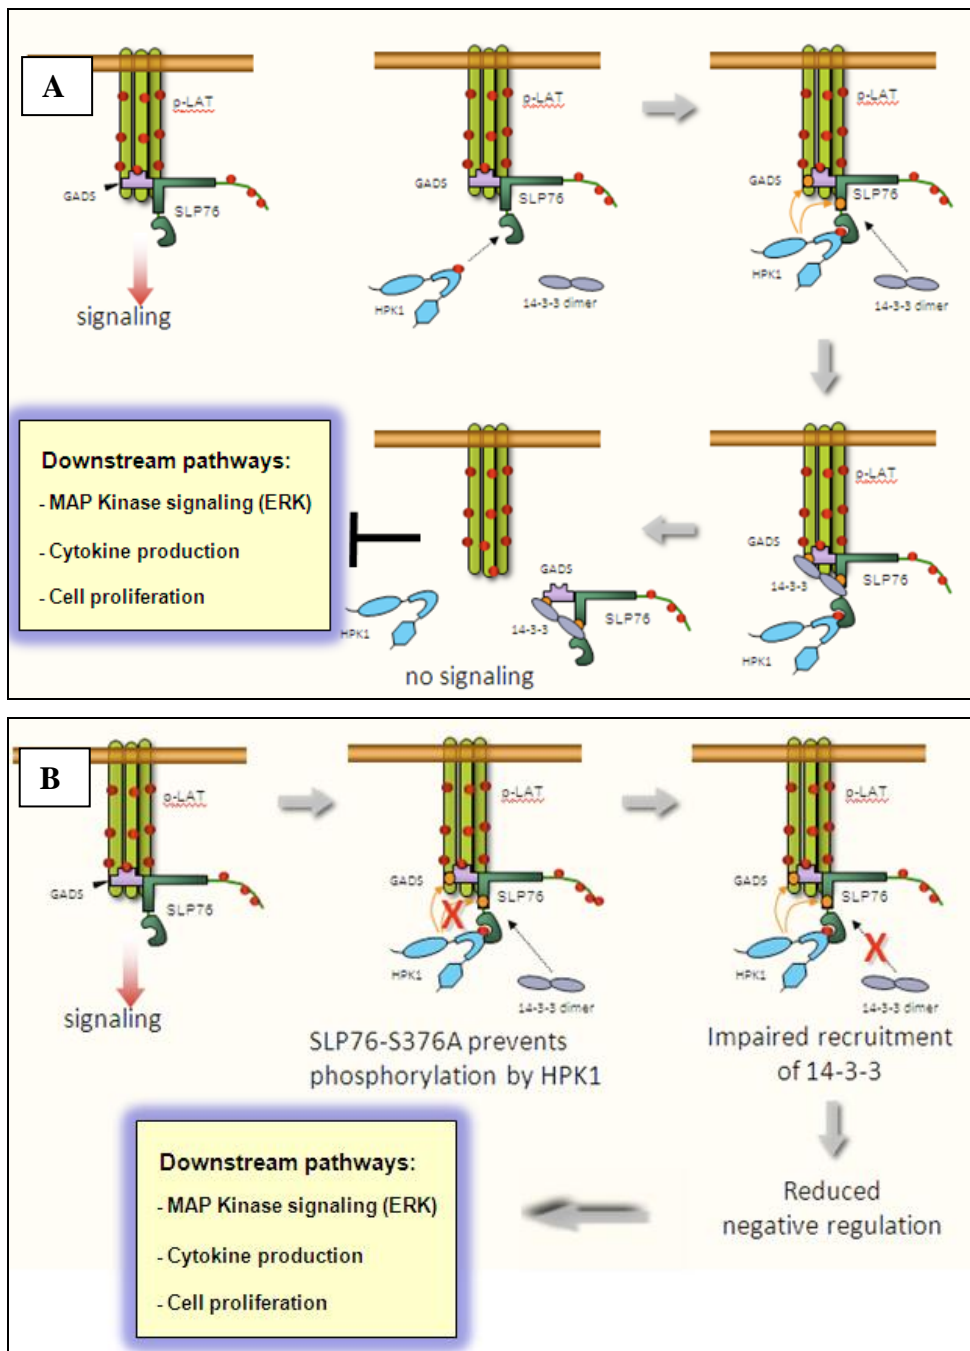 A
p-LAT
GADS
SLP76
signaling
p-LAT
GADS
SLP76
HPK1
14-3-3 dimer
p-LAT
GADS
SLP76
HPK1
14-3-3 dimer
Downstream pathways:
- MAP Kinase signaling (ERK)
- Cytokine production
- Cell proliferation
HPK1
GADS
14-3-3
SLP76
no signaling
p-LAT
GADS
14-3-3
SLP76
HPK1
B
p-LAT
GADS
SLP76
signaling
p-LAT
GADS
SLP76
X
HPK1
14-3-3 dimer
SLP76-S376A prevents
phosphorylation by HPK1
p-LAT
GADS
SLP76
X
HPK1
14-3-3 dimer
Impaired recruitment
of 14-3-3
Reduced
negative regulation
Downstream pathways:
- MAP Kinase signaling (ERK)
- Cytokine production
- Cell proliferation